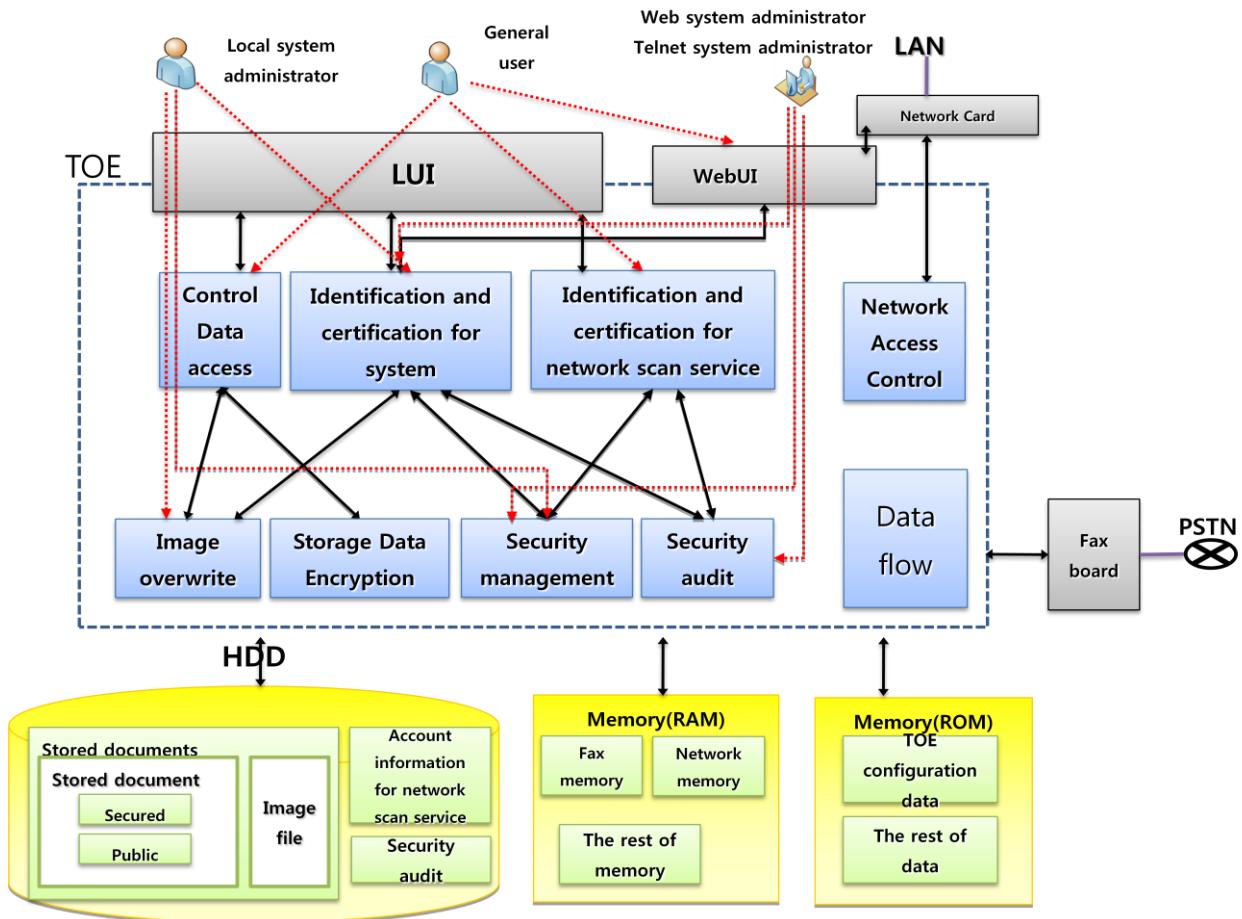 Local system
administrator
General
user
Web system administrator
Telnet system administrator
LAN
Network Card
TOE
LUI
WebUI
Control
Data
access
Identification and
certification for
system
Identification and
certification for
network scan service
Network
Access
Control
Image
overwrite
Storage Data
Encryption
Security
management
Security
audit
Data
flow
Fax
board
PSTN
HDD
Stored documents
Stored document
Secured
Public
Image
file
Account
information
for network
scan service
Security
audit
Memory(RAM)
Fax
memory
Network
memory
The rest of
memory
Memory(ROM)
TOE
configuration
data
The rest of
data